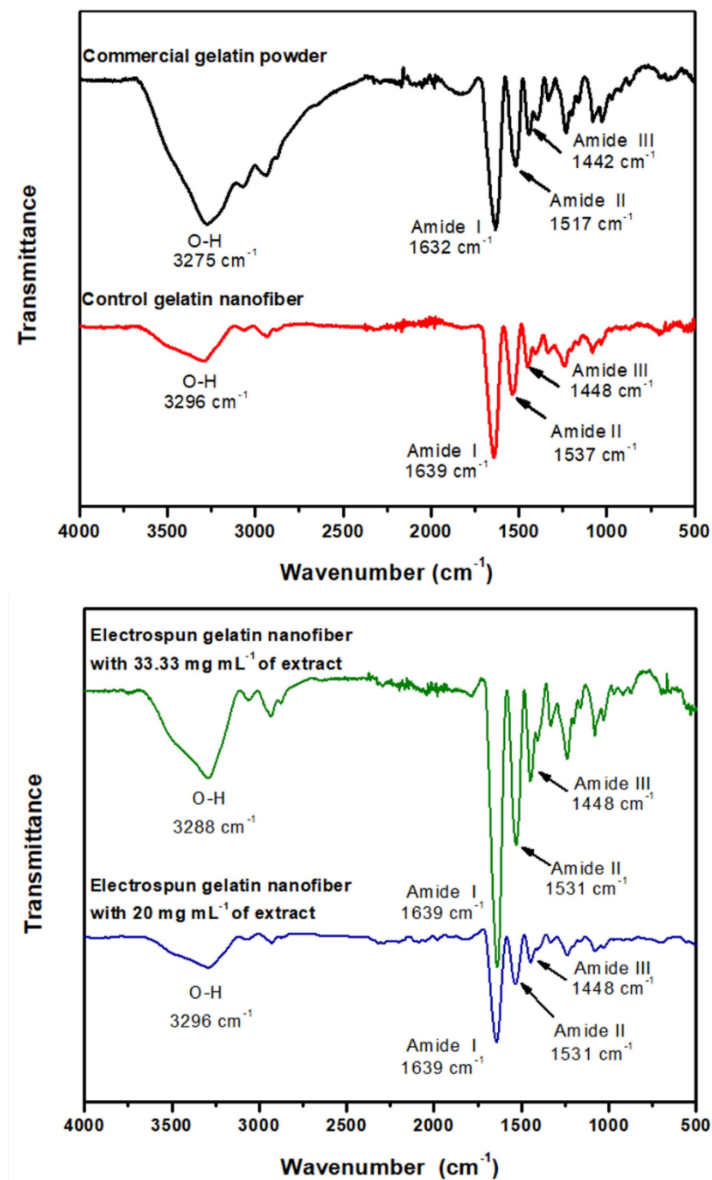 Commercial gelatin powder
Amide III
1442 cm⁻¹
Amide II
1517 cm⁻¹
Amide I
1632 cm⁻¹
O-H
3275 cm⁻¹
Control gelatin nanofiber
O-H
3296 cm⁻¹
Amide III
1448 cm⁻¹
Amide II
1537 cm⁻¹
Amide I
1639 cm⁻¹
Transmittance
4000 3500 3000 2500 2000 1500 1000 500
Wavenumber (cm⁻¹)
Electrospun gelatin nanofiber
with 33.33 mg mL⁻¹ of extract
O-H
3288 cm⁻¹
Amide III
1448 cm⁻¹
Amide II
1531 cm⁻¹
Amide I
1639 cm⁻¹
Electrospun gelatin nanofiber
with 20 mg mL⁻¹ of extract
O-H
3296 cm⁻¹
Amide III
1448 cm⁻¹
Amide II
1531 cm⁻¹
Amide I
1639 cm⁻¹
Transmittance
4000 3500 3000 2500 2000 1500 1000 500
Wavenumber (cm⁻¹)